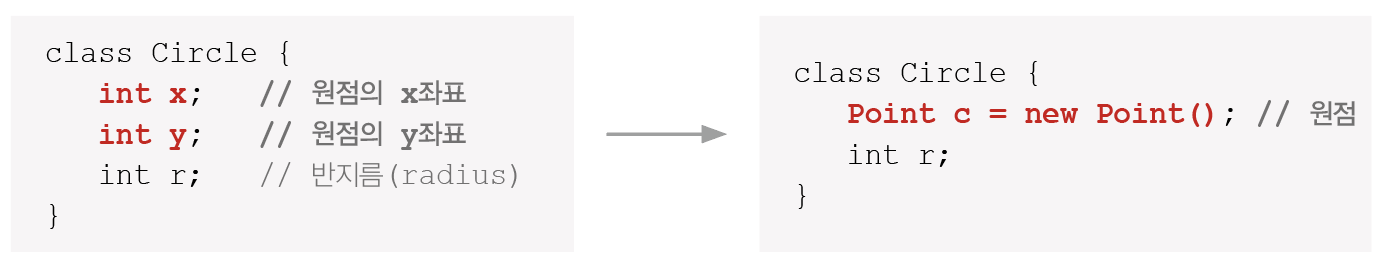 class Circle {
int x; // 원점의 x좌표
int y; // 원점의 y좌표
int r; // 반지름(radius)
}
class Circle {
Point c = new Point(); // 원점
int r;
}